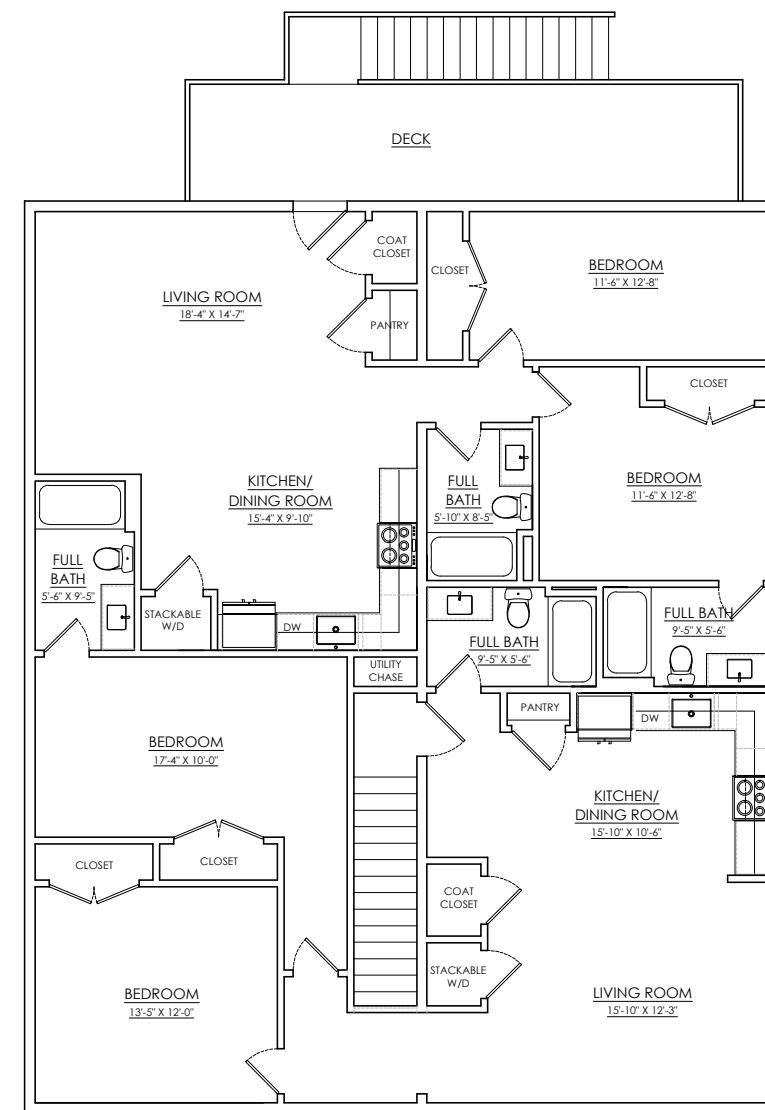 DECK
COAT
CLOSET
CLOSET
BEDROOM
11'-6" X 12'-8"
LIVING ROOM
18'-4" X 14'-7"
PANTRY
CLOSET
KITCHEN/
DINING ROOM
15'-4" X 9'-10"
FULL
BATH
5'-10" X 8'-5"
BEDROOM
11'-6" X 12'-8"
FULL
BATH
5'-6" X 9'-5"
STACKABLE
W/D
DW
FULL BATH
9'-5" X 5'-6"
FULL BATH
9'-5" X 5'-6"
UTILITY
CHASE
PANTRY
DW
BEDROOM
17'-4" X 10'-0"
KITCHEN/
DINING ROOM
15'-10" X 10'-6"
CLOSET
CLOSET
COAT
CLOSET
STACKABLE
W/D
BEDROOM
13'-5" X 12'-0"
LIVING ROOM
15'-10" X 12'-3"